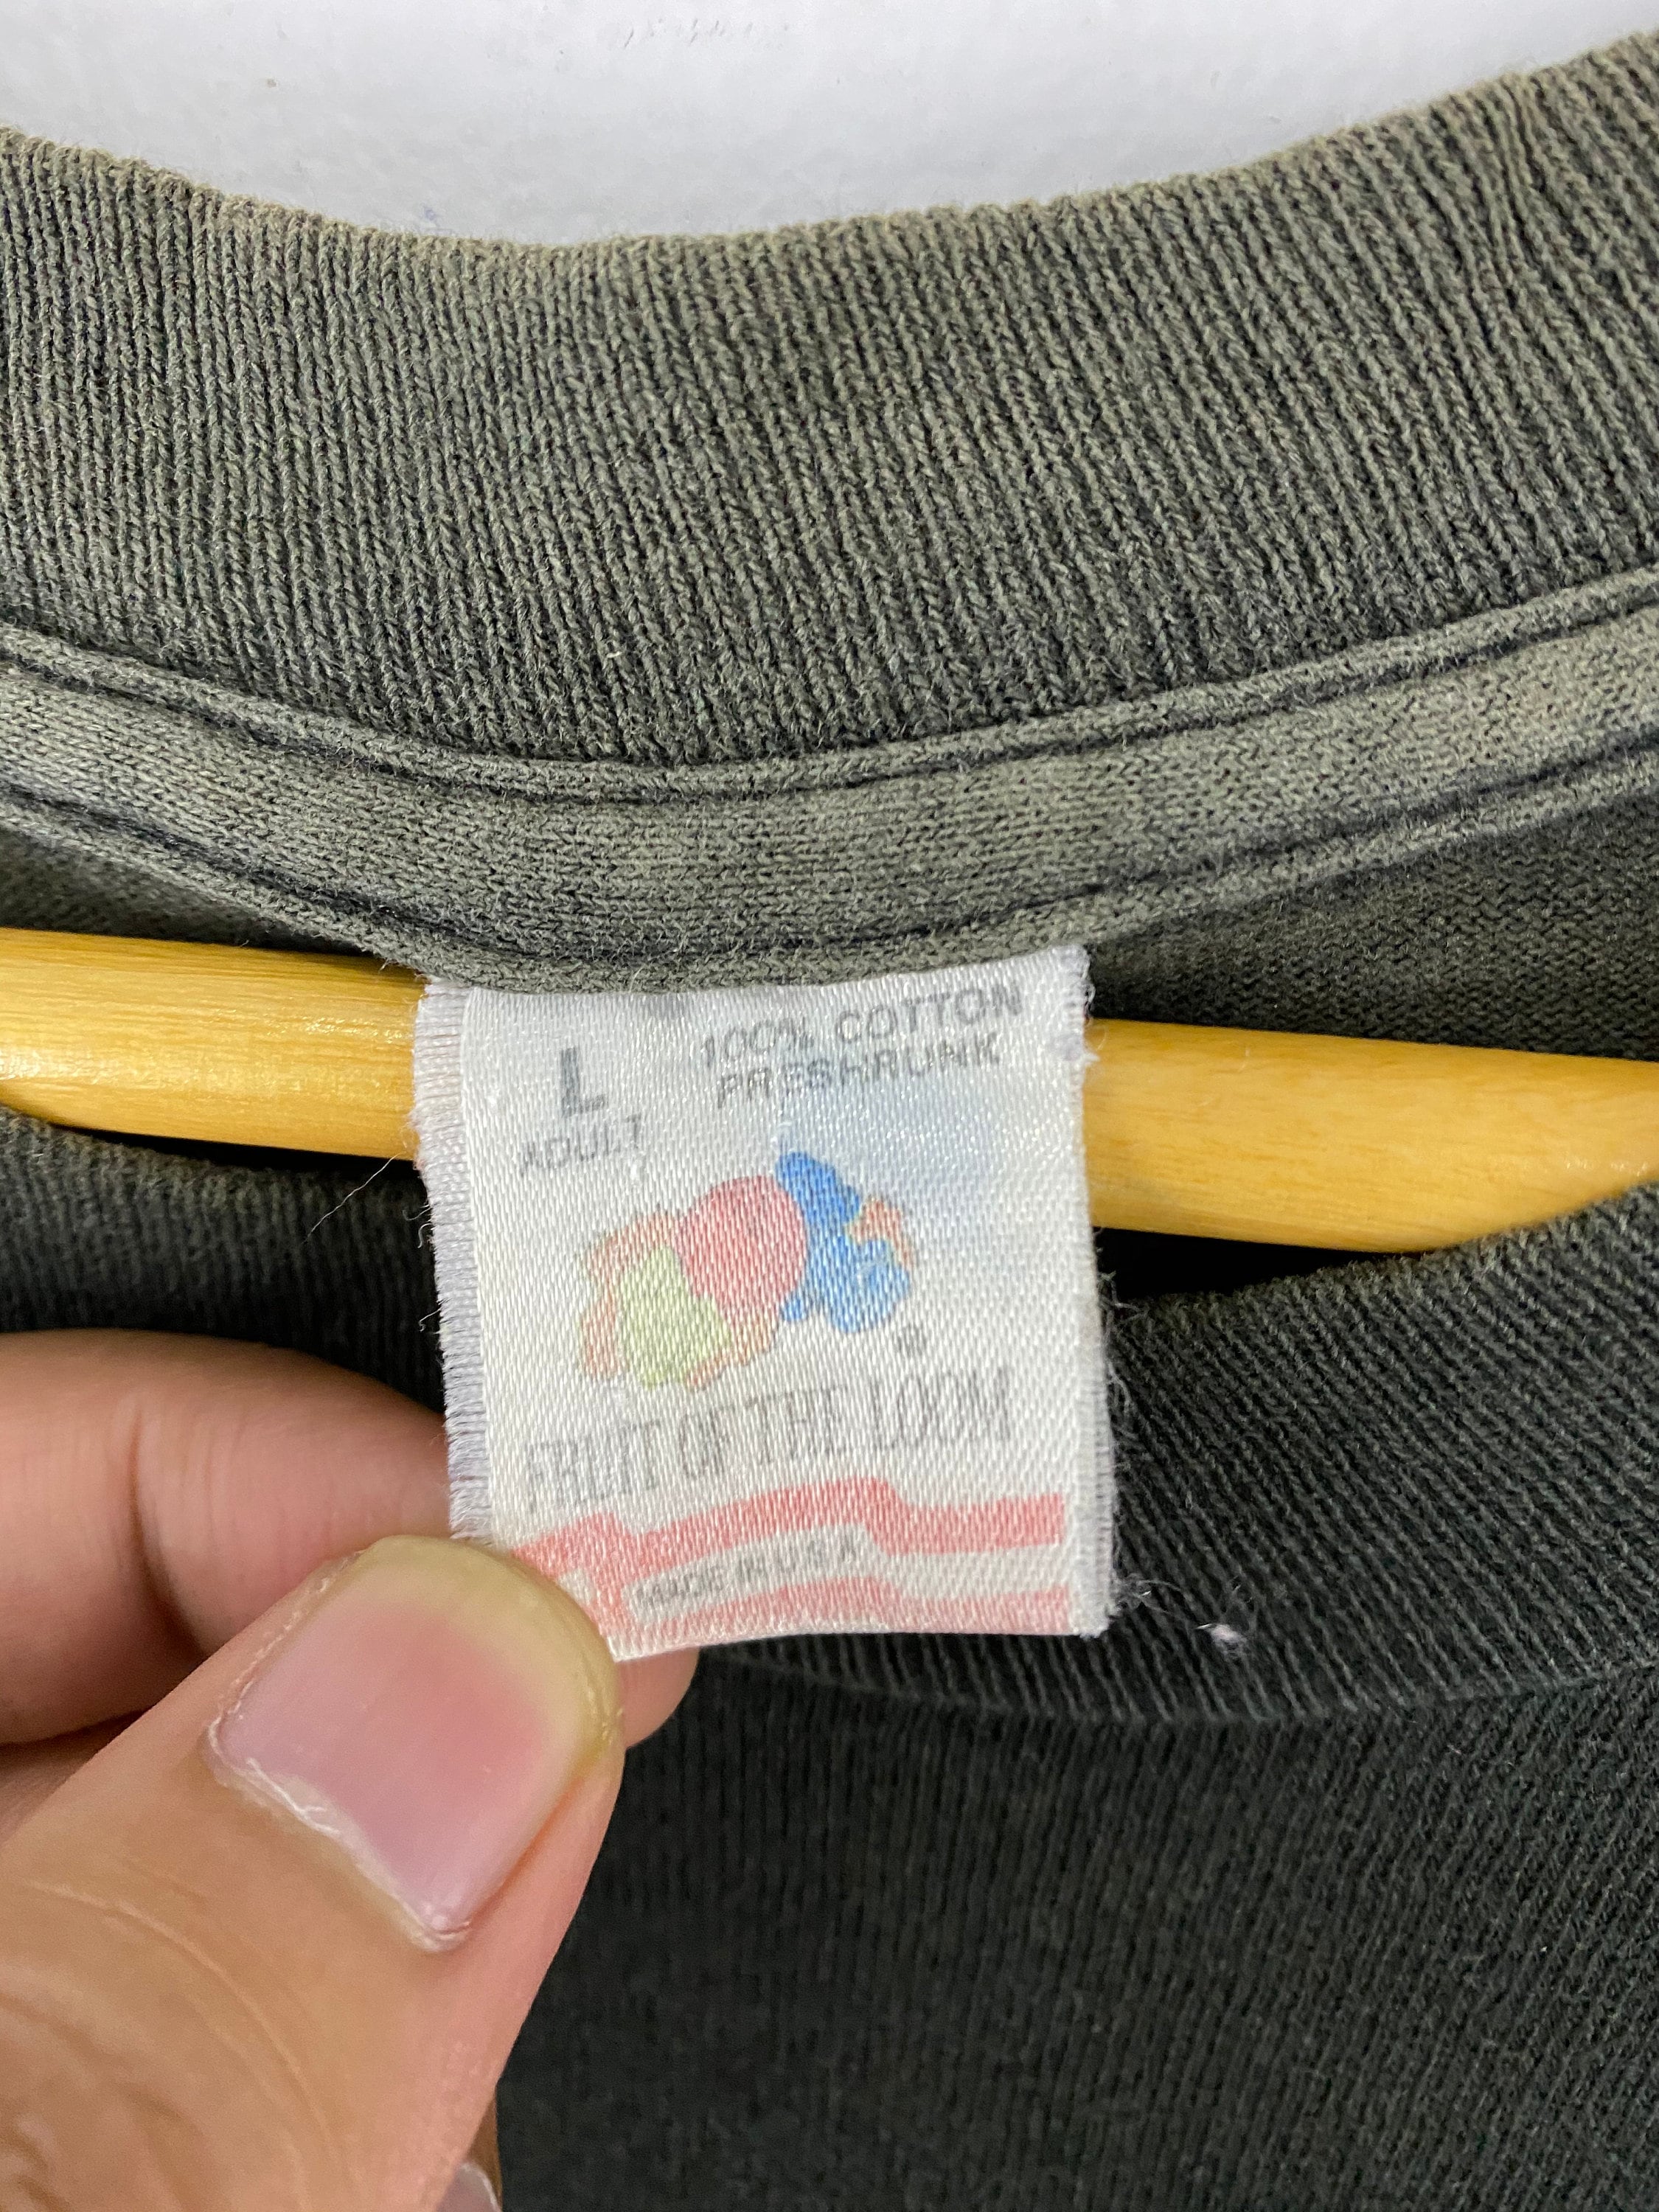 L
ADULT
100% COTTON
PRESHRUNK
®
FRUIT OF THE LOOM
MADE IN U.S.A.